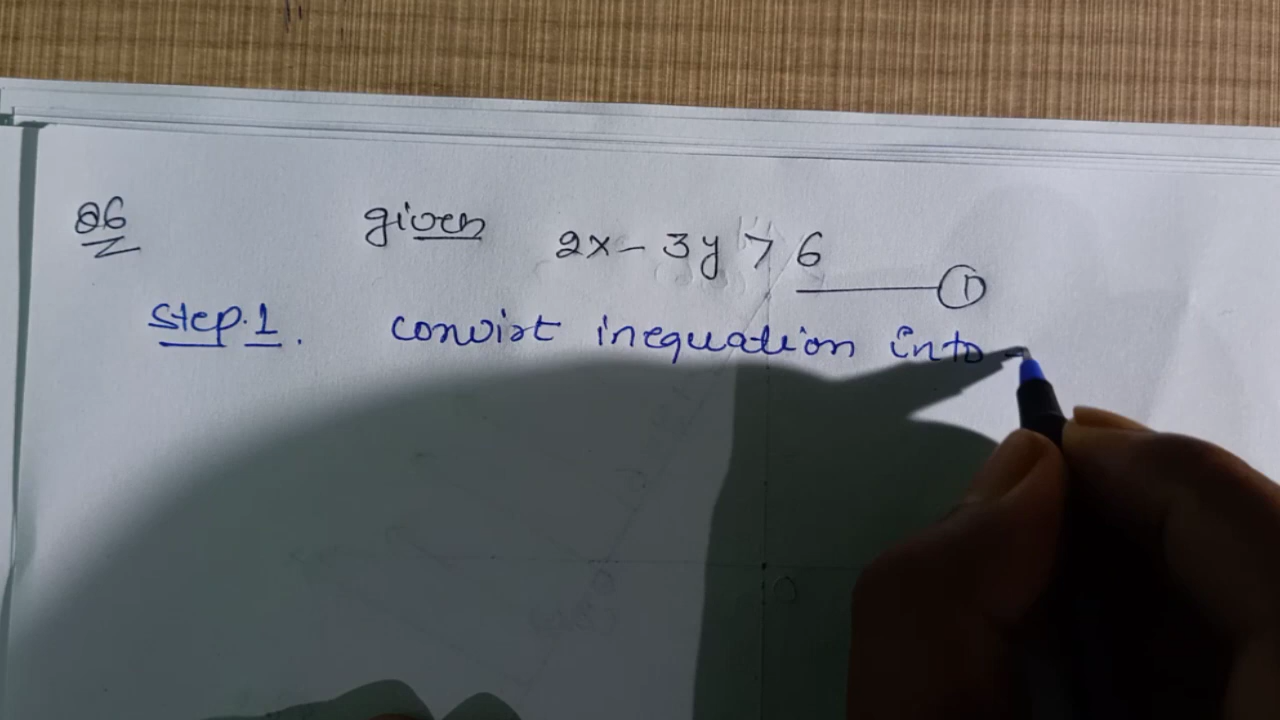 Q6 given 2x - 3y > 6 ——— ①
Step.1. convirt inequation into